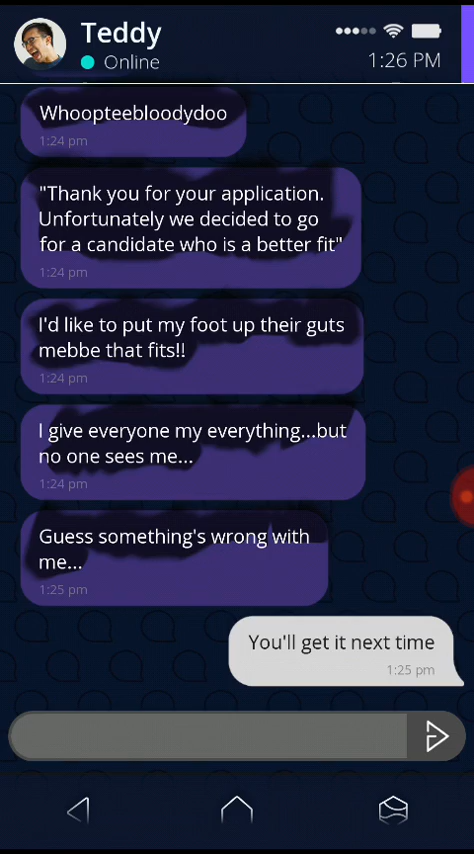 Teddy
Online
1:26 PM
Whoopteebloodydoo
1:24 pm
"Thank you for your application.
Unfortunately we decided to go
for a candidate who is a better fit"
1:24 pm
I'd like to put my foot up their guts
mebbe that fits!!
1:24 pm
I give everyone my everything...but
no one sees me...
1:24 pm
Guess something's wrong with
me...
1:25 pm
You'll get it next time
1:25 pm